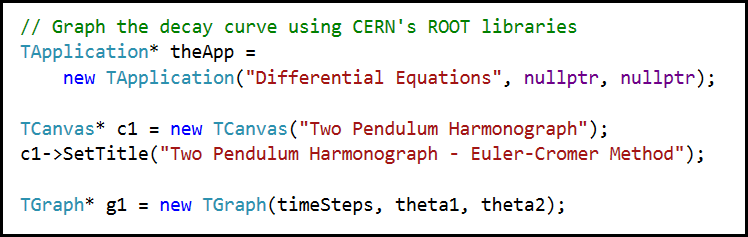 // Graph the decay curve using CERN's ROOT libraries
TApplication* theApp =
    new TApplication("Differential Equations", nullptr, nullptr);
TCanvas* c1 = new TCanvas("Two Pendulum Harmonograph");
c1->SetTitle("Two Pendulum Harmonograph - Euler-Cromer Method");
TGraph* g1 = new TGraph(timeSteps, theta1, theta2);